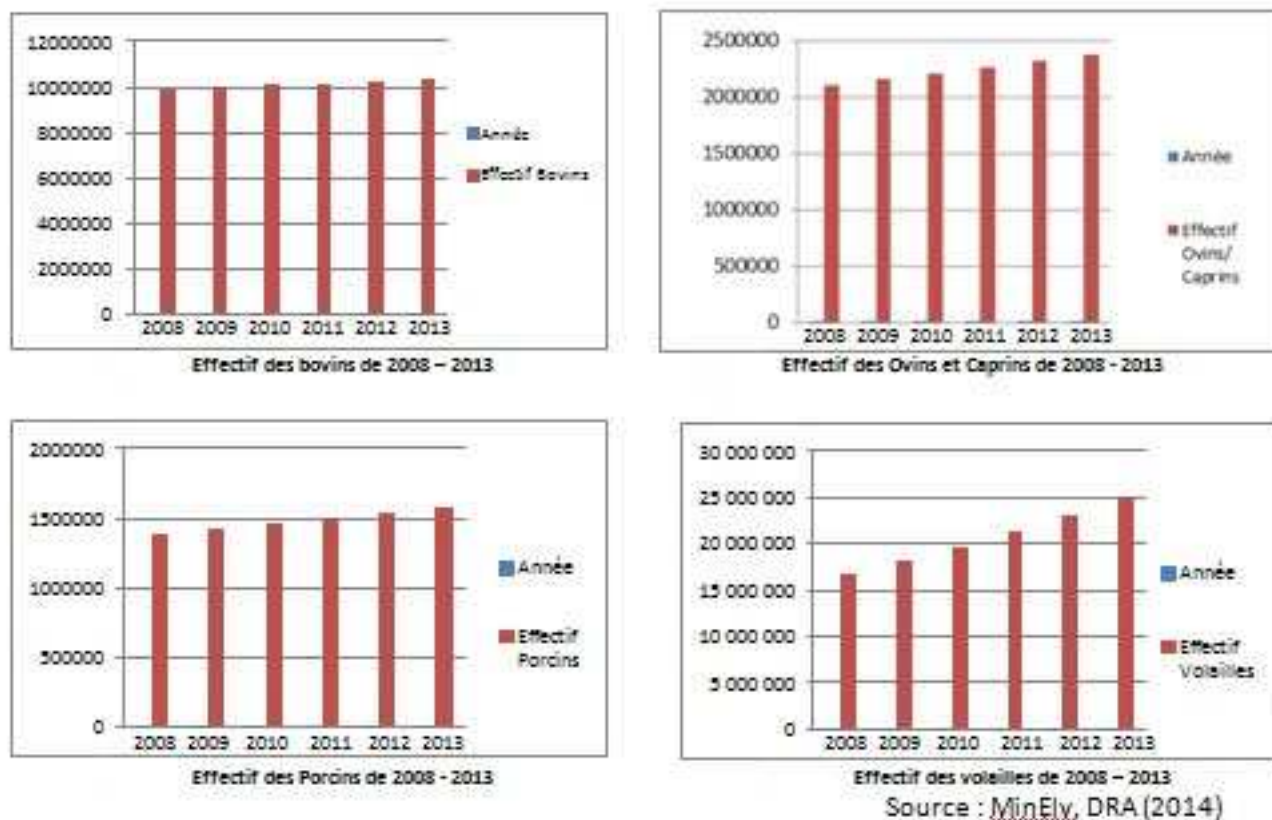 12000000
10000000
8000000
6000000
4000000
2000000
0
2008 2009 2010 2011 2012 2013
Année
Effectif Bovins
Effectif des bovins de 2008 – 2013
2500000
2000000
1500000
1000000
500000
0
2008 2009 2010 2011 2012 2013
Année
Effectif
Ovins/
Caprins
Effectif des Ovins et Caprins de 2008 - 2013
2000000
1500000
1000000
500000
0
2008 2009 2010 2011 2012 2013
Année
Effectif
Porcins
Effectif des Porcins de 2008 - 2013
30 000 000
25 000 000
20 000 000
15 000 000
10 000 000
5 000 000
0
2008 2009 2010 2011 2012 2013
Année
Effectif
Volailles
Effectif des volailles de 2008 – 2013
Source : MinElv, DRA (2014)